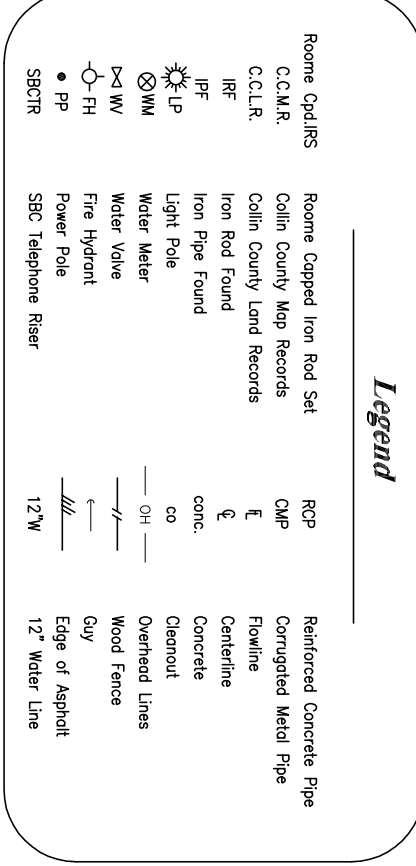 Legend
Roome Cpd.IRS Roome Capped Iron Rod Set RCP Reinforced Concrete Pipe
C.C.M.R. Collin County Map Records CMP Corrugated Metal Pipe
C.C.L.R. Collin County Land Records FL Flowline
IRF Iron Rod Found ℄ Centerline
IPF Iron Pipe Found conc. Concrete
LP Light Pole co Cleanout
WM Water Meter OH Overhead Lines
WV Water Valve Wood Fence
FH Fire Hydrant Guy
PP Power Pole Edge of Asphalt
SBCTR SBC Telephone Riser 12"W 12" Water Line